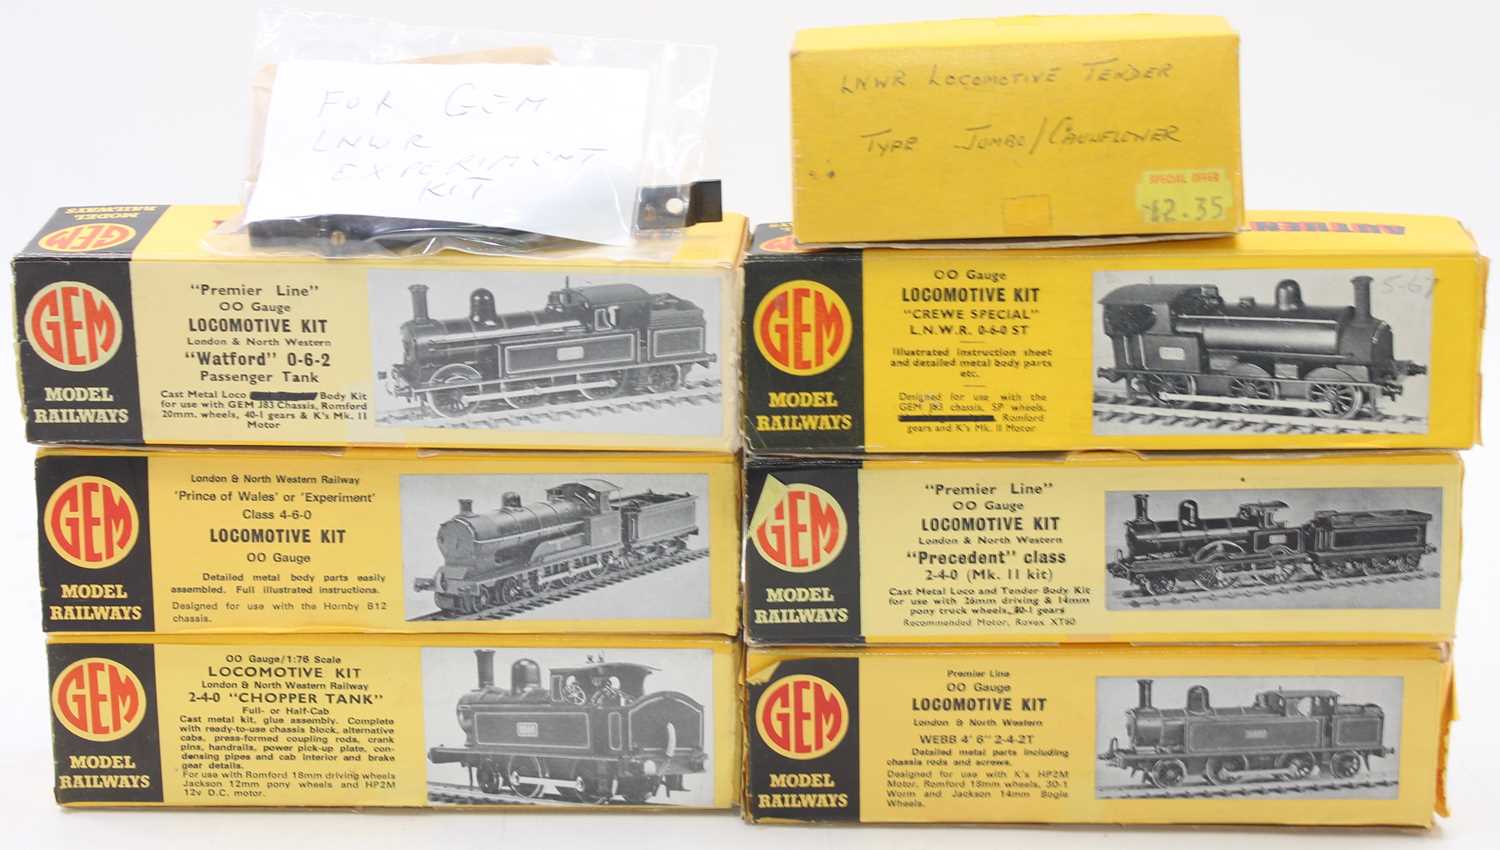 FOR GEM
LNWR
EXPERIMENT
KIT
LNWR LOCOMOTIVE TENDER
TYPE JUMBO/CAULIFLOWER
SPECIAL OFFER
£2.35
MODEL
RAILWAYS
GEM
GEM
MODEL
RAILWAYS
"Premier Line"
OO Gauge
LOCOMOTIVE KIT
London & North Western
"Watford" 0-6-2
Passenger Tank
Cast Metal Loco Body Kit
for use with GEM J83 Chassis, Romford
20mm. wheels, 40-1 gears & K's Mk. II
Motor
GEM
MODEL
RAILWAYS
OO Gauge
LOCOMOTIVE KIT
"CREWE SPECIAL"
L.N.W.R. 0-6-0 ST
Illustrated instruction sheet
and detailed metal body parts
etc.
Designed for use with the
GEM J83 chassis, SP wheels,
Romford
gears and K's Mk. II Motor
5-67
GEM
MODEL
RAILWAYS
London & North Western Railway
'Prince of Wales' or 'Experiment'
Class 4-6-0
LOCOMOTIVE KIT
OO Gauge
Detailed metal body parts easily
assembled. Full illustrated instructions.
Designed for use with the Hornby B12
chassis.
GEM
MODEL
RAILWAYS
"Premier Line"
OO Gauge
LOCOMOTIVE KIT
London & North Western
"Precedent" class
2-4-0 (Mk. II kit)
Cast Metal Loco and Tender Body Kit
for use with 26mm driving & 14mm
pony truck wheels, 80-1 gears
Recommended Motor, Rovex XT60
GEM
MODEL
RAILWAYS
OO Gauge/1:76 Scale
LOCOMOTIVE KIT
London & North Western Railway
2-4-0 "CHOPPER TANK"
Full- or Half-Cab
Cast metal kit, glue assembly. Complete
with ready-to-use chassis block, alternative
cabs, press-formed coupling rods, crank
pins, handrails, power pick-up plate, con-
densing pipes and cab interior and brake
gear details.
For use with Romford 18mm driving wheels
Jackson 12mm pony wheels and HP2M
12v D.C. motor.
GEM
MODEL
RAILWAYS
Premier Line
OO Gauge
LOCOMOTIVE KIT
London & North Western
WEBB 4' 6" 2-4-2T
Detailed metal parts including
chassis rods and screws.
Designed for use with K's HP2M
Motor, Romford 18mm wheels, 30-1
Worm and Jackson 14mm Bogie
Wheels.